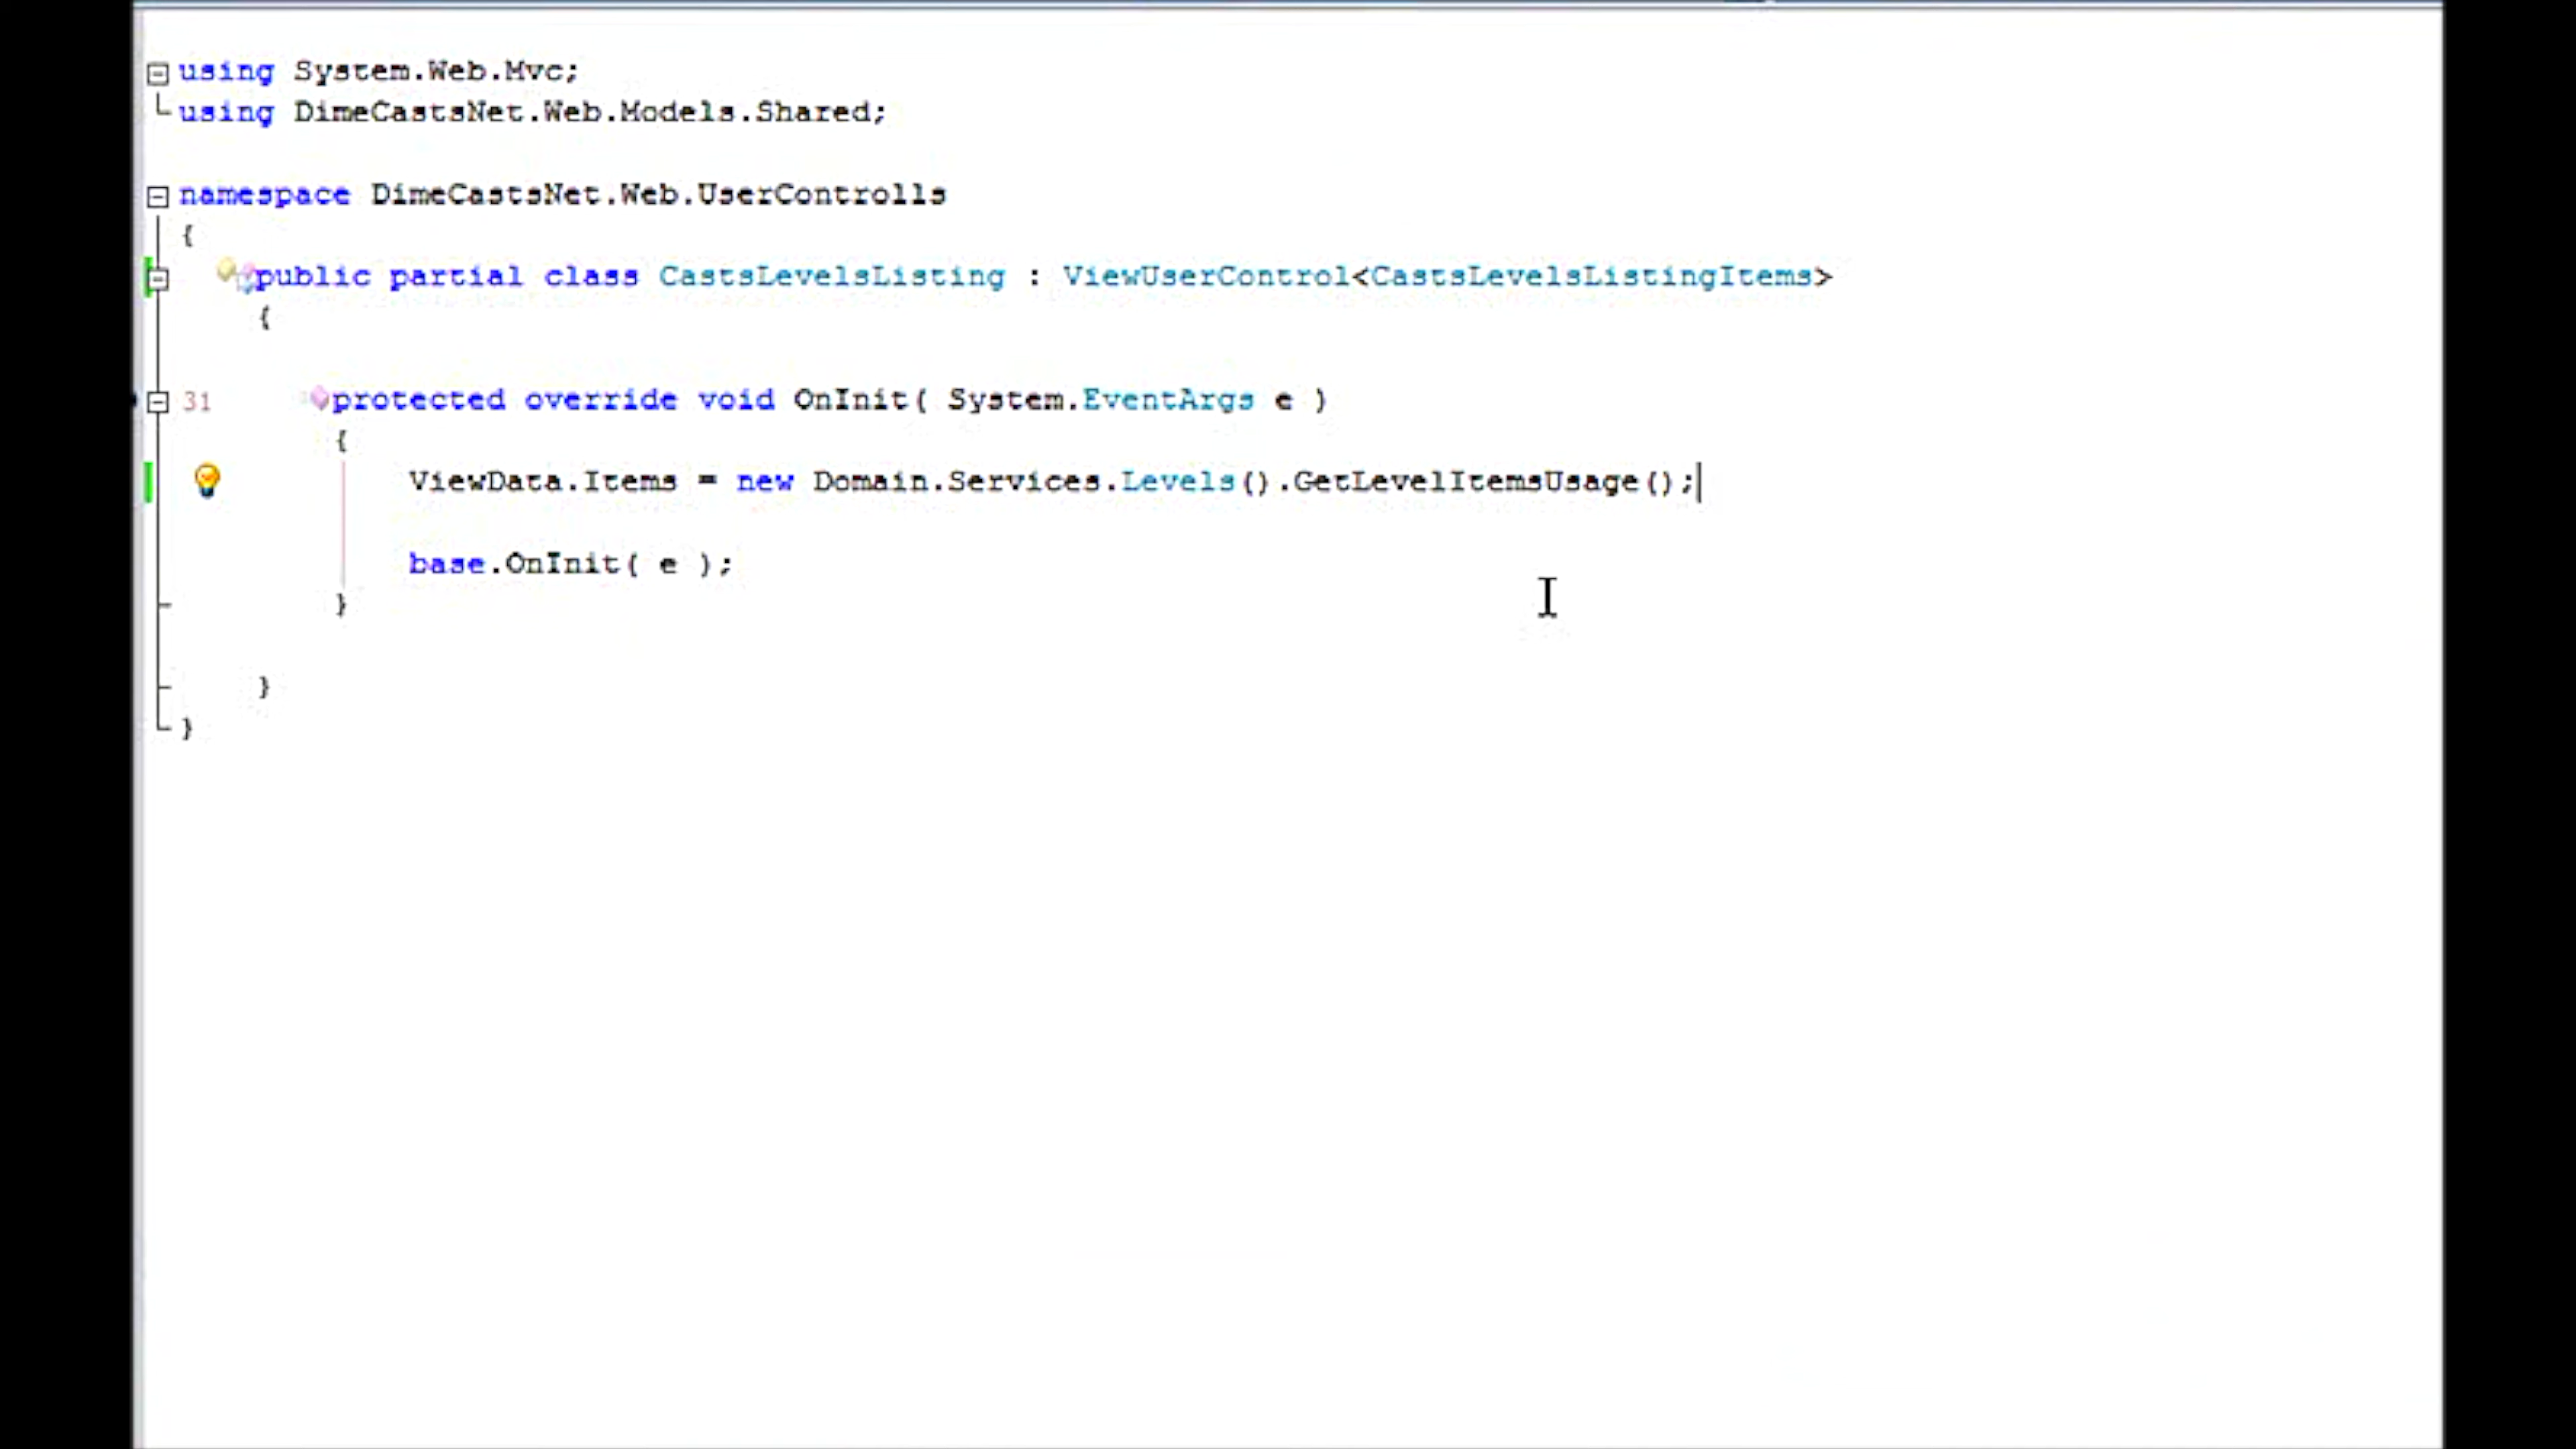 using System.Web.Mvc;
using DimeCastsNet.Web.Models.Shared;
namespace DimeCastsNet.Web.UserControlls
{
public partial class CastsLevelsListing : ViewUserControl<CastsLevelsListingItems>
{
31 protected override void OnInit( System.EventArgs e )
{
ViewData.Items = new Domain.Services.Levels().GetLevelItemsUsage();
base.OnInit( e );
}
}
}